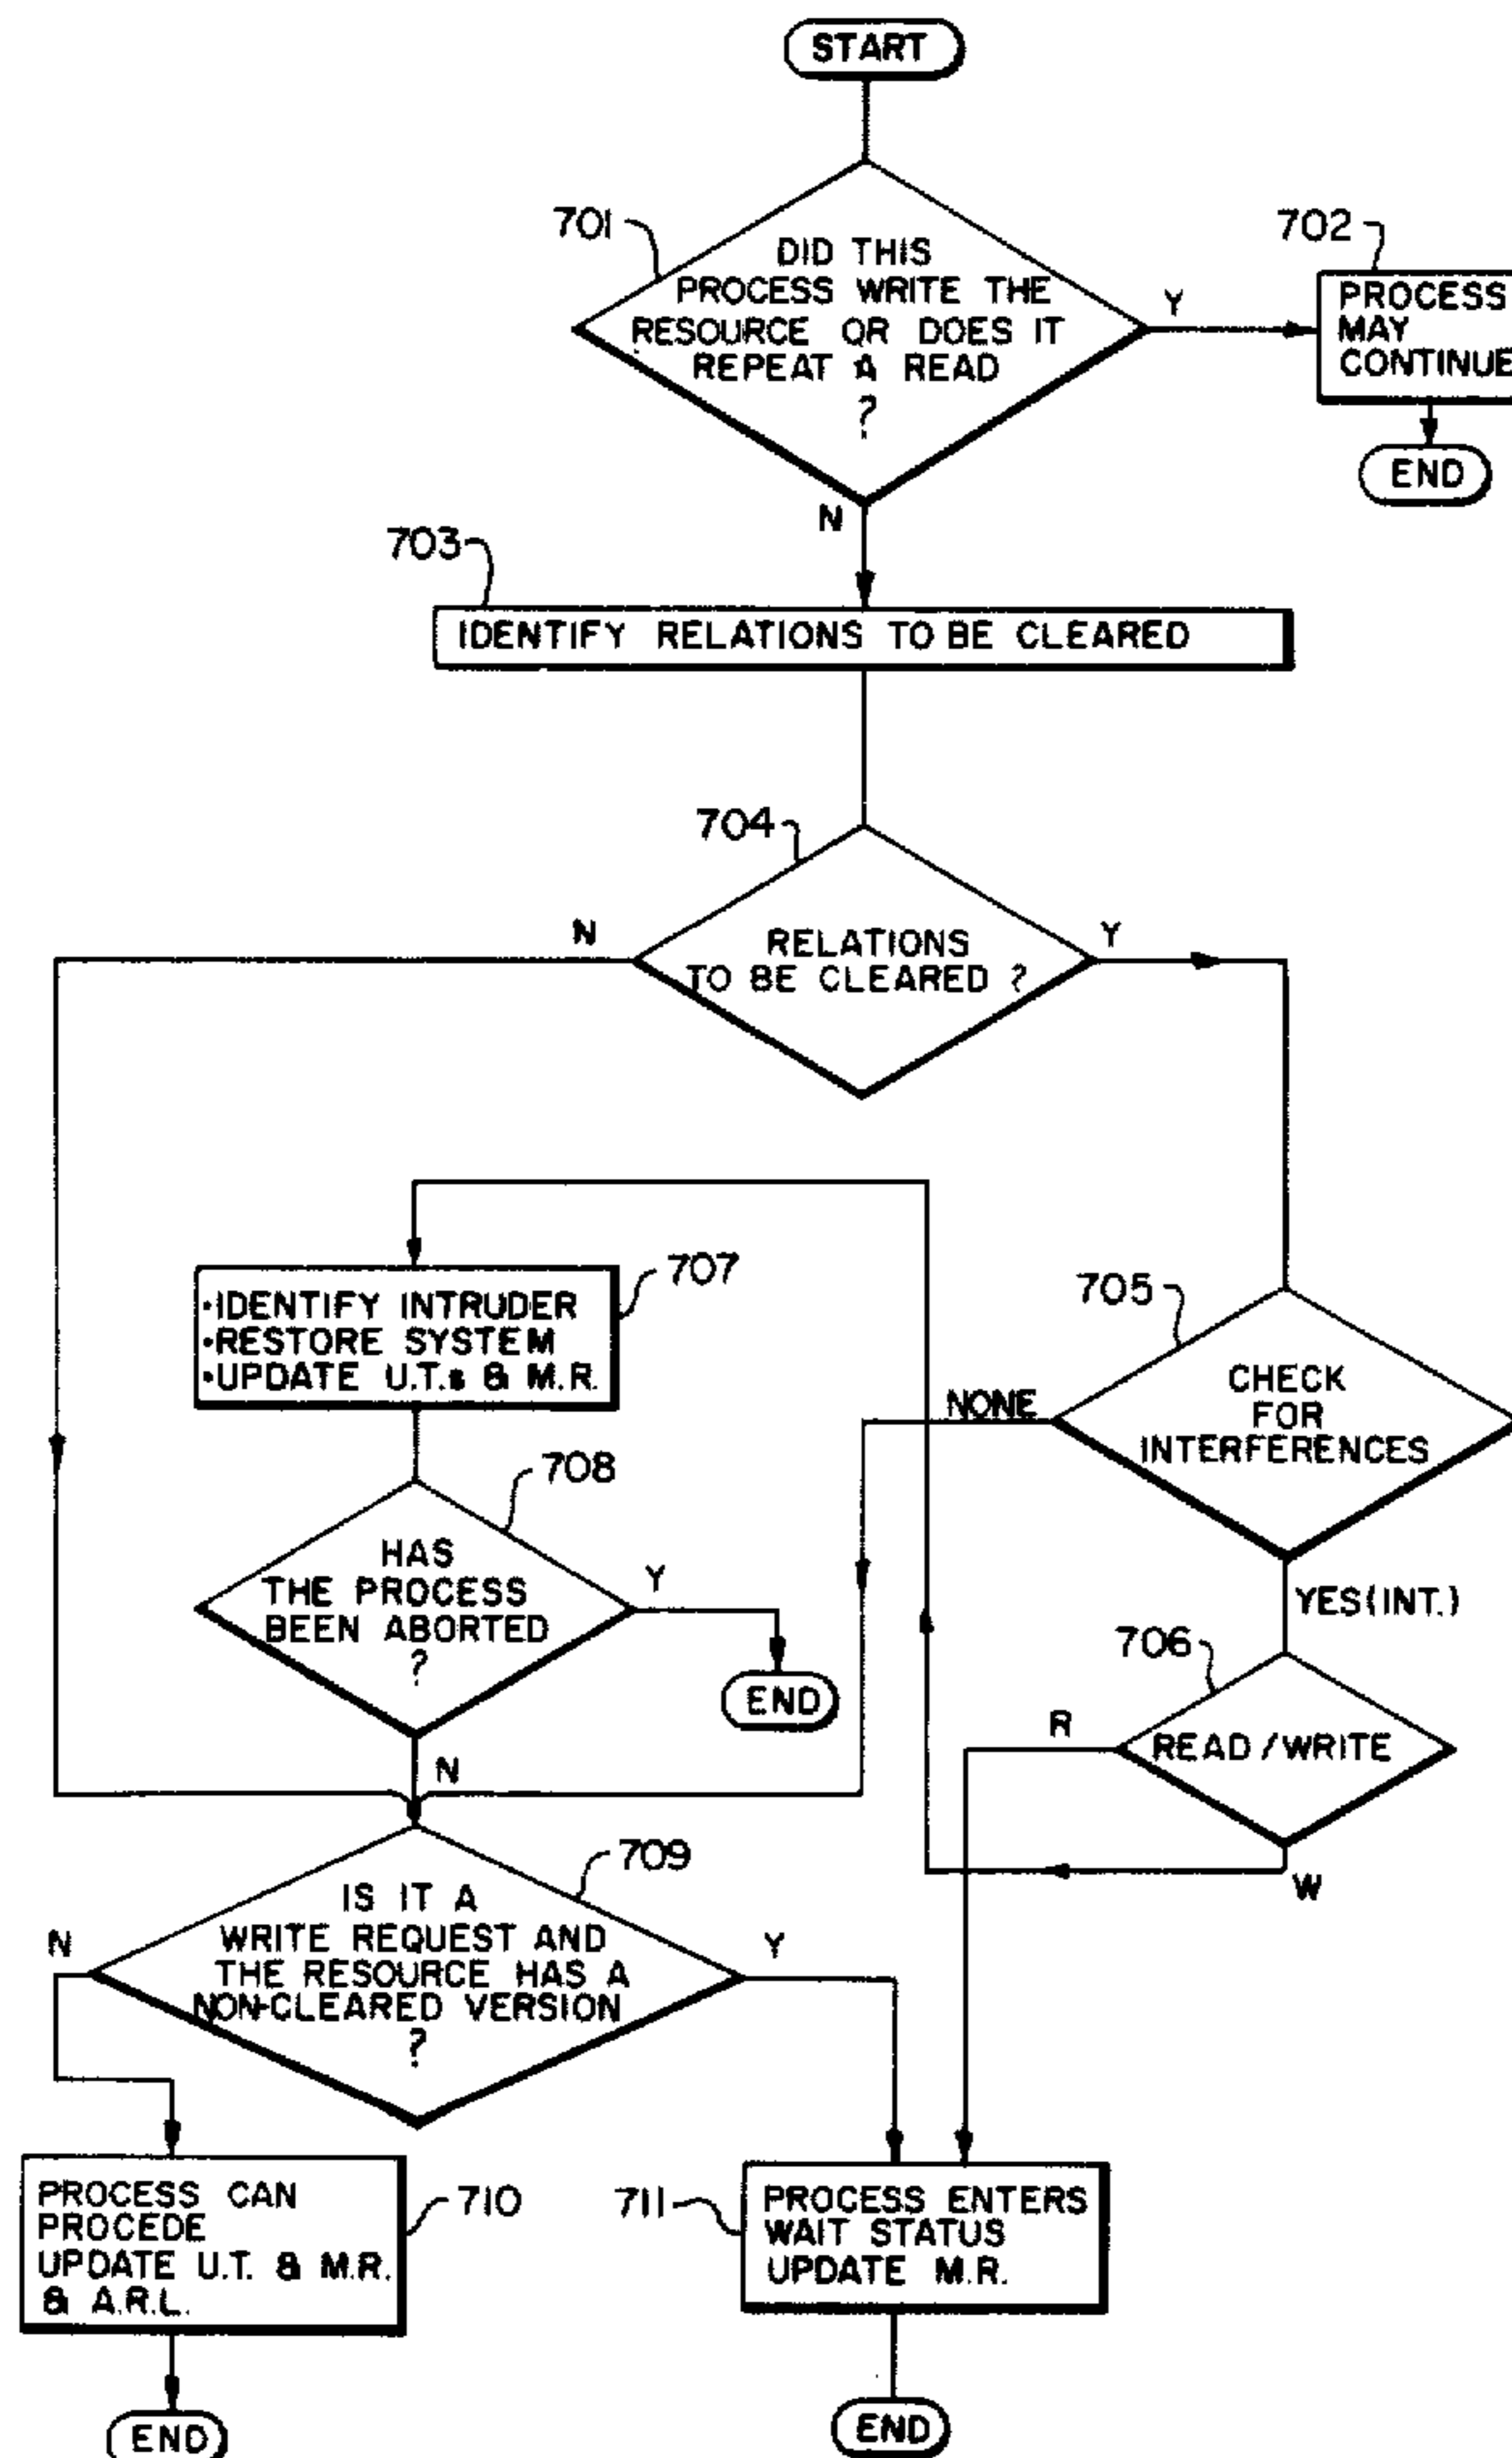 START
701
DID THIS
PROCESS WRITE THE
RESOURCE OR DOES IT
REPEAT A READ
?
Y
702
PROCESS
MAY
CONTINUE
END
N
703
IDENTIFY RELATIONS TO BE CLEARED
704
RELATIONS
TO BE CLEARED ?
N
Y
707
•IDENTIFY INTRUDER
•RESTORE SYSTEM
•UPDATE U.T.s & M.R.
705
CHECK
FOR
INTERFERENCES
NONE
YES(INT.)
708
HAS
THE PROCESS
BEEN ABORTED
?
Y
END
N
706
READ/WRITE
R
W
709
IS IT A
WRITE REQUEST AND
THE RESOURCE HAS A
NON-CLEARED VERSION
?
N
Y
PROCESS CAN
PROCEDE
UPDATE U.T. & M.R.
& A.R.L.
710
END
711
PROCESS ENTERS
WAIT STATUS
UPDATE M.R.
END